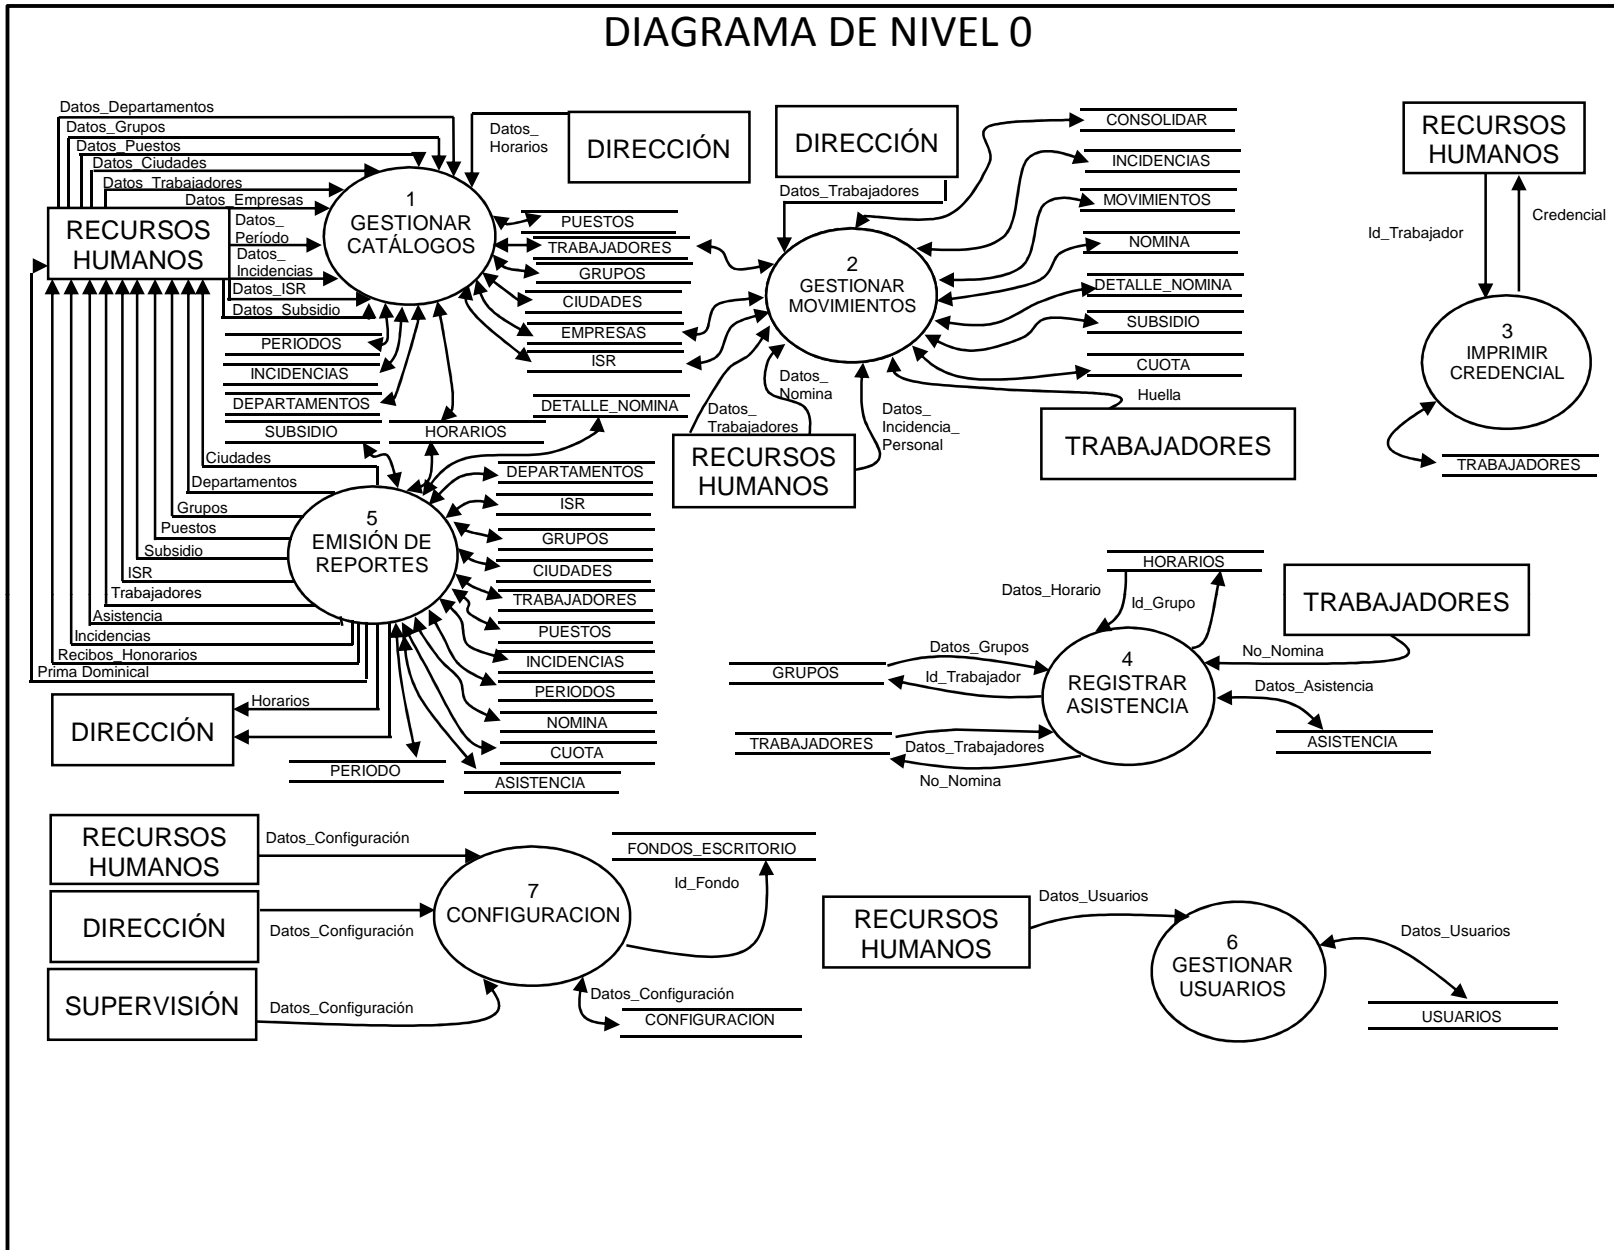 DIAGRAMA DE NIVEL 0
Datos_Departamentos
Datos_Grupos
Datos_Puestos
Datos_Ciudades
Datos_Trabajadores
Datos_Empresas
RECURSOS
HUMANOS
Datos_
Período
Datos_
Incidencias
Datos_ISR
Datos_Subsidio
1
GESTIONAR
CATÁLOGOS
Datos_
Horarios
DIRECCIÓN
PUESTOS
TRABAJADORES
GRUPOS
CIUDADES
EMPRESAS
ISR
PERIODOS
INCIDENCIAS
DEPARTAMENTOS
SUBSIDIO
HORARIOS
DETALLE_NOMINA
DIRECCIÓN
Datos_Trabajadores
2
GESTIONAR
MOVIMIENTOS
CONSOLIDAR
INCIDENCIAS
MOVIMIENTOS
NOMINA
DETALLE_NOMINA
SUBSIDIO
CUOTA
Huella
TRABAJADORES
Datos_
Nomina
Datos_
Trabajadores
Datos_
Incidencia_
Personal
RECURSOS
HUMANOS
RECURSOS
HUMANOS
Id_Trabajador
Credencial
3
IMPRIMIR
CREDENCIAL
TRABAJADORES
Ciudades
Departamentos
Grupos
Puestos
Subsidio
ISR
Trabajadores
Asistencia
Incidencias
Recibos_Honorarios
Prima Dominical
5
EMISIÓN DE
REPORTES
DEPARTAMENTOS
ISR
GRUPOS
CIUDADES
TRABAJADORES
PUESTOS
INCIDENCIAS
PERIODOS
NOMINA
CUOTA
ASISTENCIA
PERIODO
Horarios
DIRECCIÓN
HORARIOS
Datos_Horario
Id_Grupo
TRABAJADORES
No_Nomina
Datos_Grupos
GRUPOS
Id_Trabajador
4
REGISTRAR
ASISTENCIA
Datos_Asistencia
ASISTENCIA
TRABAJADORES
Datos_Trabajadores
No_Nomina
RECURSOS
HUMANOS
Datos_Configuración
DIRECCIÓN
Datos_Configuración
SUPERVISIÓN
Datos_Configuración
7
CONFIGURACION
FONDOS_ESCRITORIO
Id_Fondo
Datos_Configuración
CONFIGURACION
RECURSOS
HUMANOS
Datos_Usuarios
6
GESTIONAR
USUARIOS
Datos_Usuarios
USUARIOS